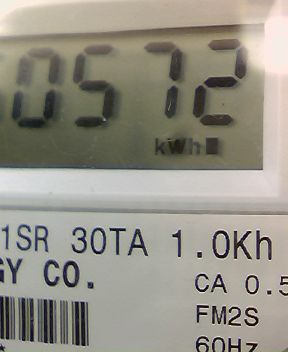 0572
kWh
1SR 30TA 1.0Kh
GY CO.
CA 0.5
FM2S
60Hz